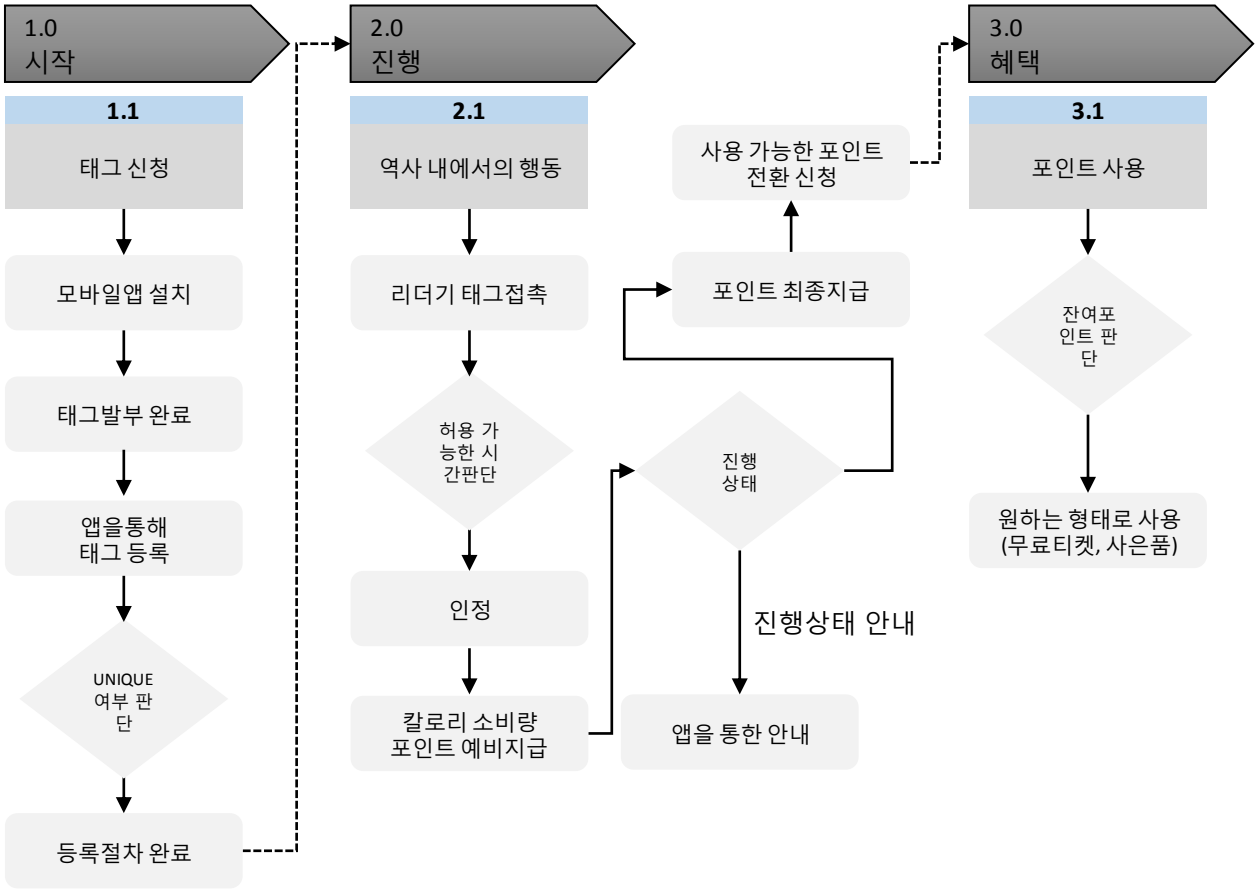 1.0
시작
1.1
태그 신청
모바일앱 설치
태그발부 완료
앱을통해
태그 등록
UNIQUE
여부 판
단
등록절차 완료
2.0
진행
2.1
역사 내에서의 행동
리더기 태그접촉
허용 가
능한 시
간판단
인정
칼로리 소비량
포인트 예비지급
진행
상태
진행상태 안내
앱을 통한 안내
포인트 최종지급
사용 가능한 포인트
전환 신청
3.0
혜택
3.1
포인트 사용
잔여포
인트 판
단
원하는 형태로 사용
(무료티켓, 사은품)